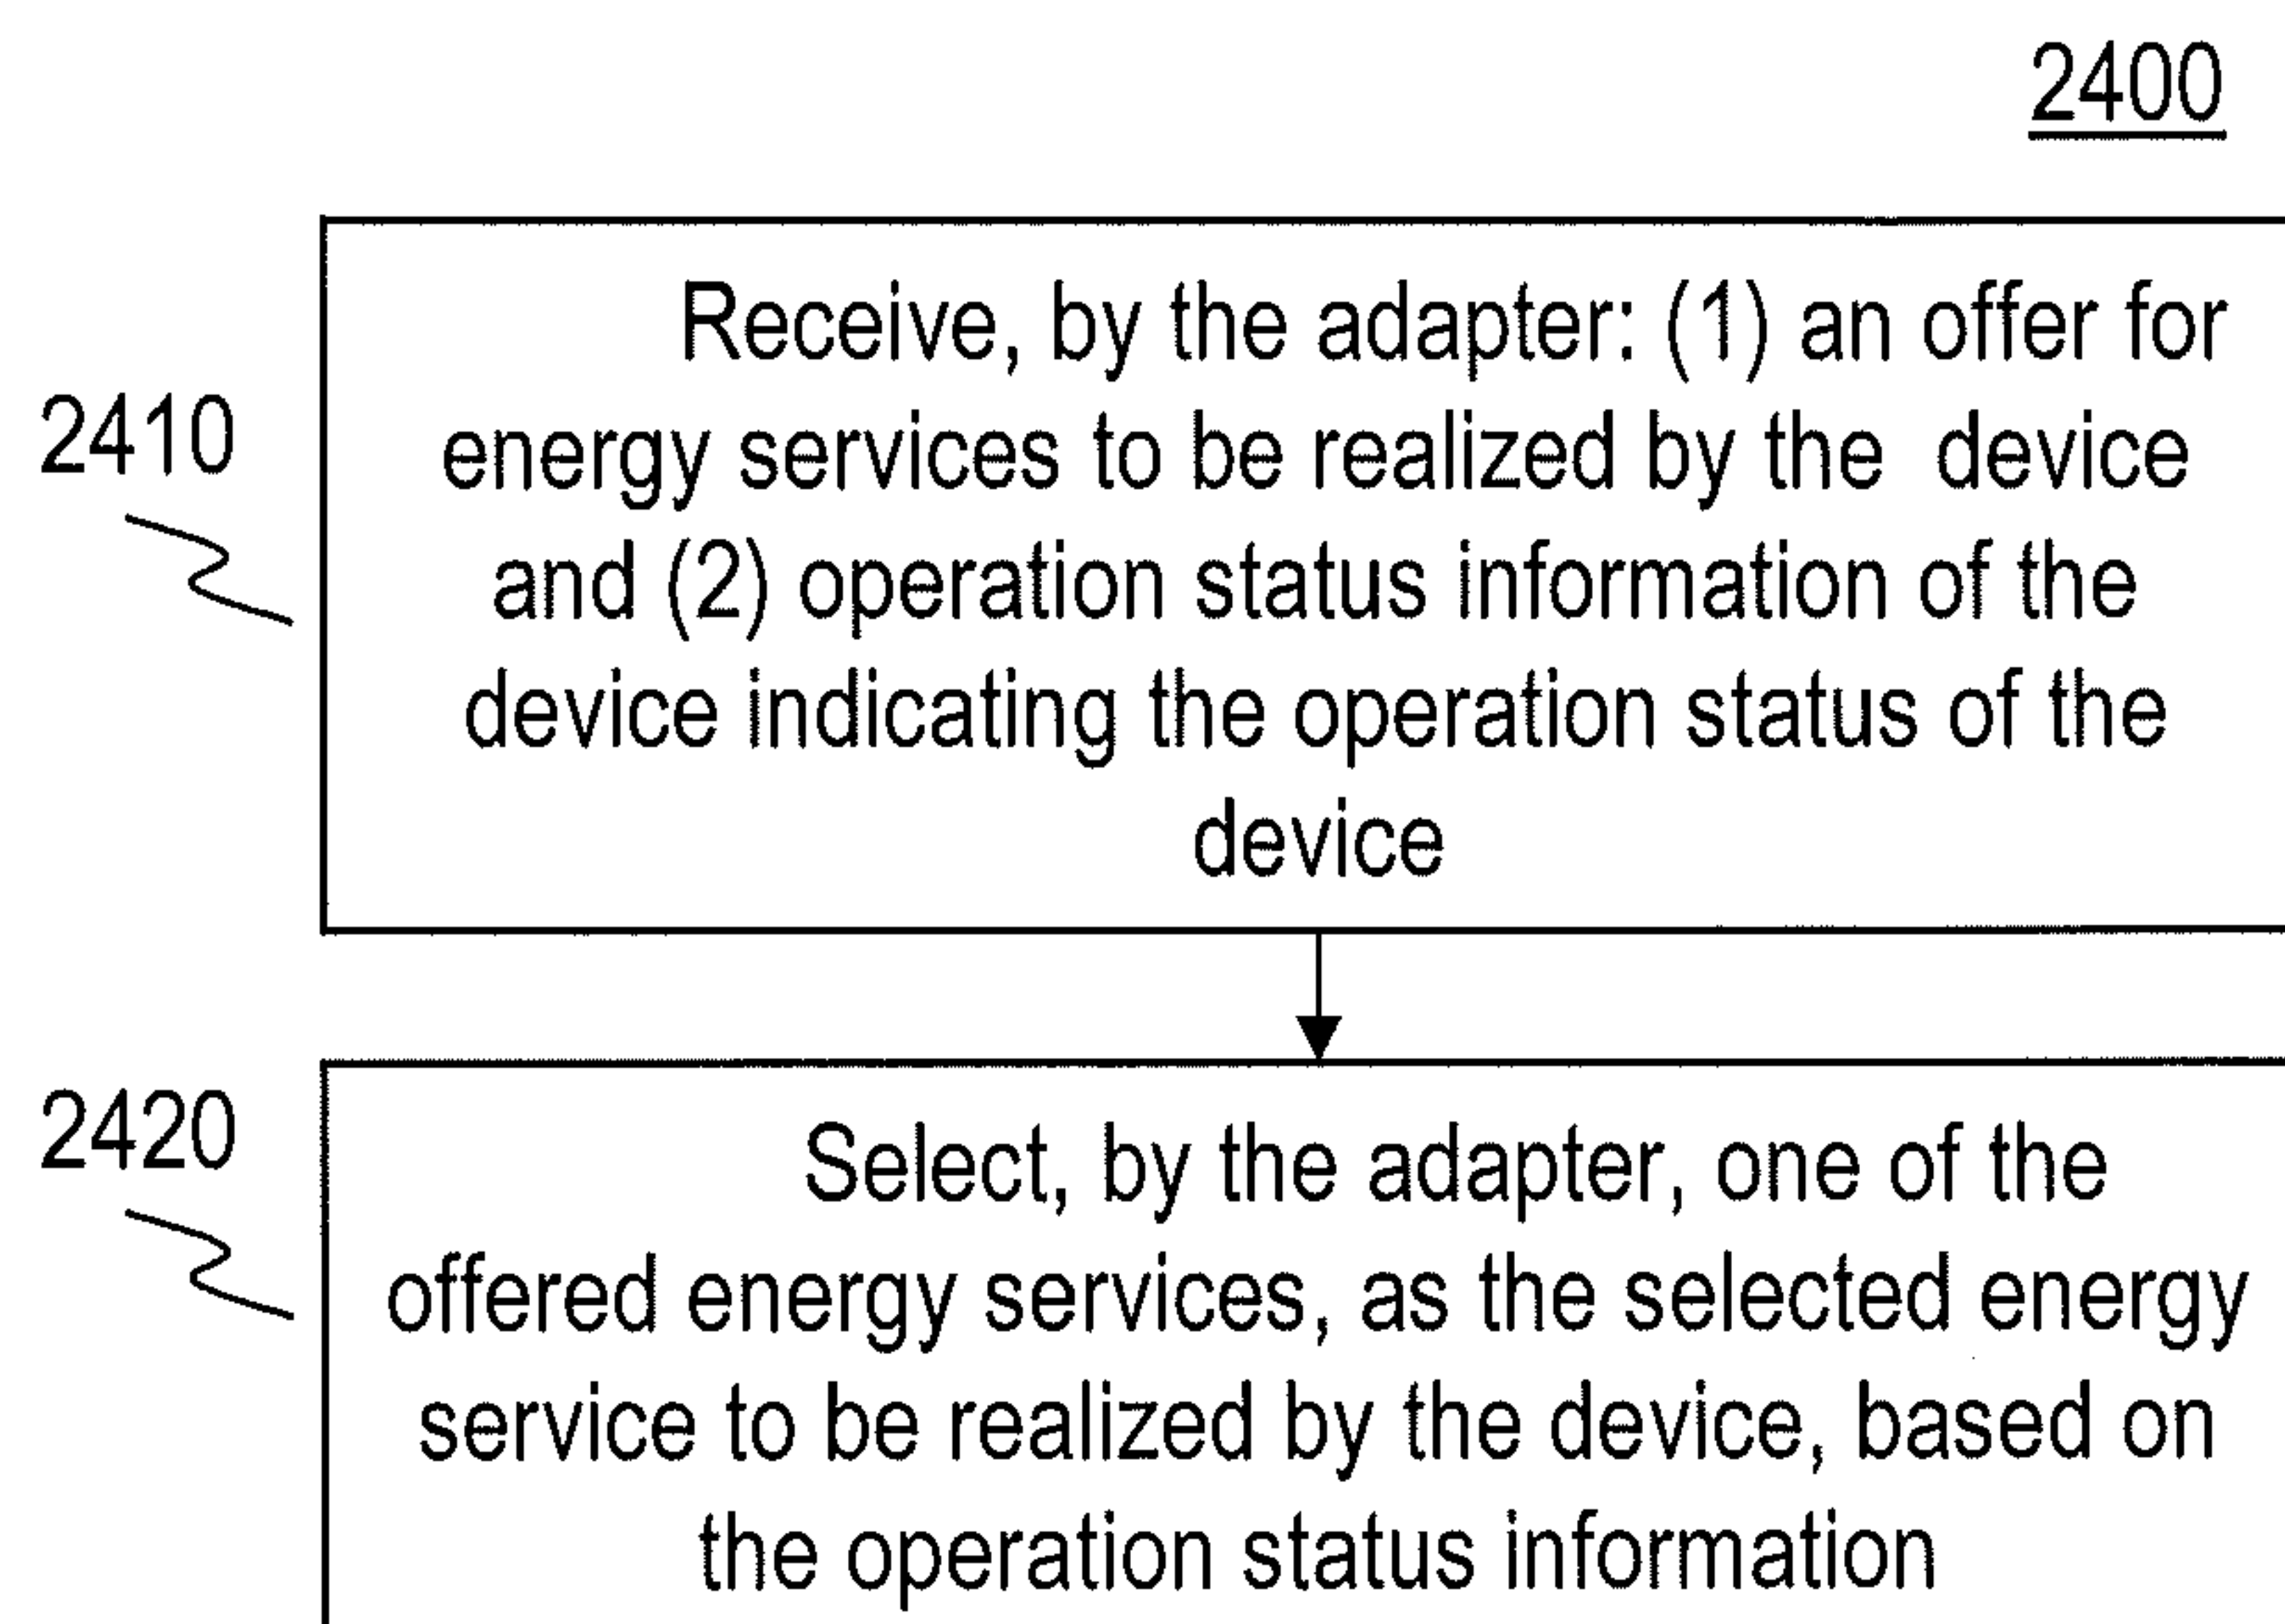 2400
Receive, by the adapter: (1) an offer for
2410
energy services to be realized by the device
and (2) operation status information of the
device indicating the operation status of the
device
2420
Select, by the adapter, one of the
offered energy services, as the selected energy
service to be realized by the device, based on
the operation status information